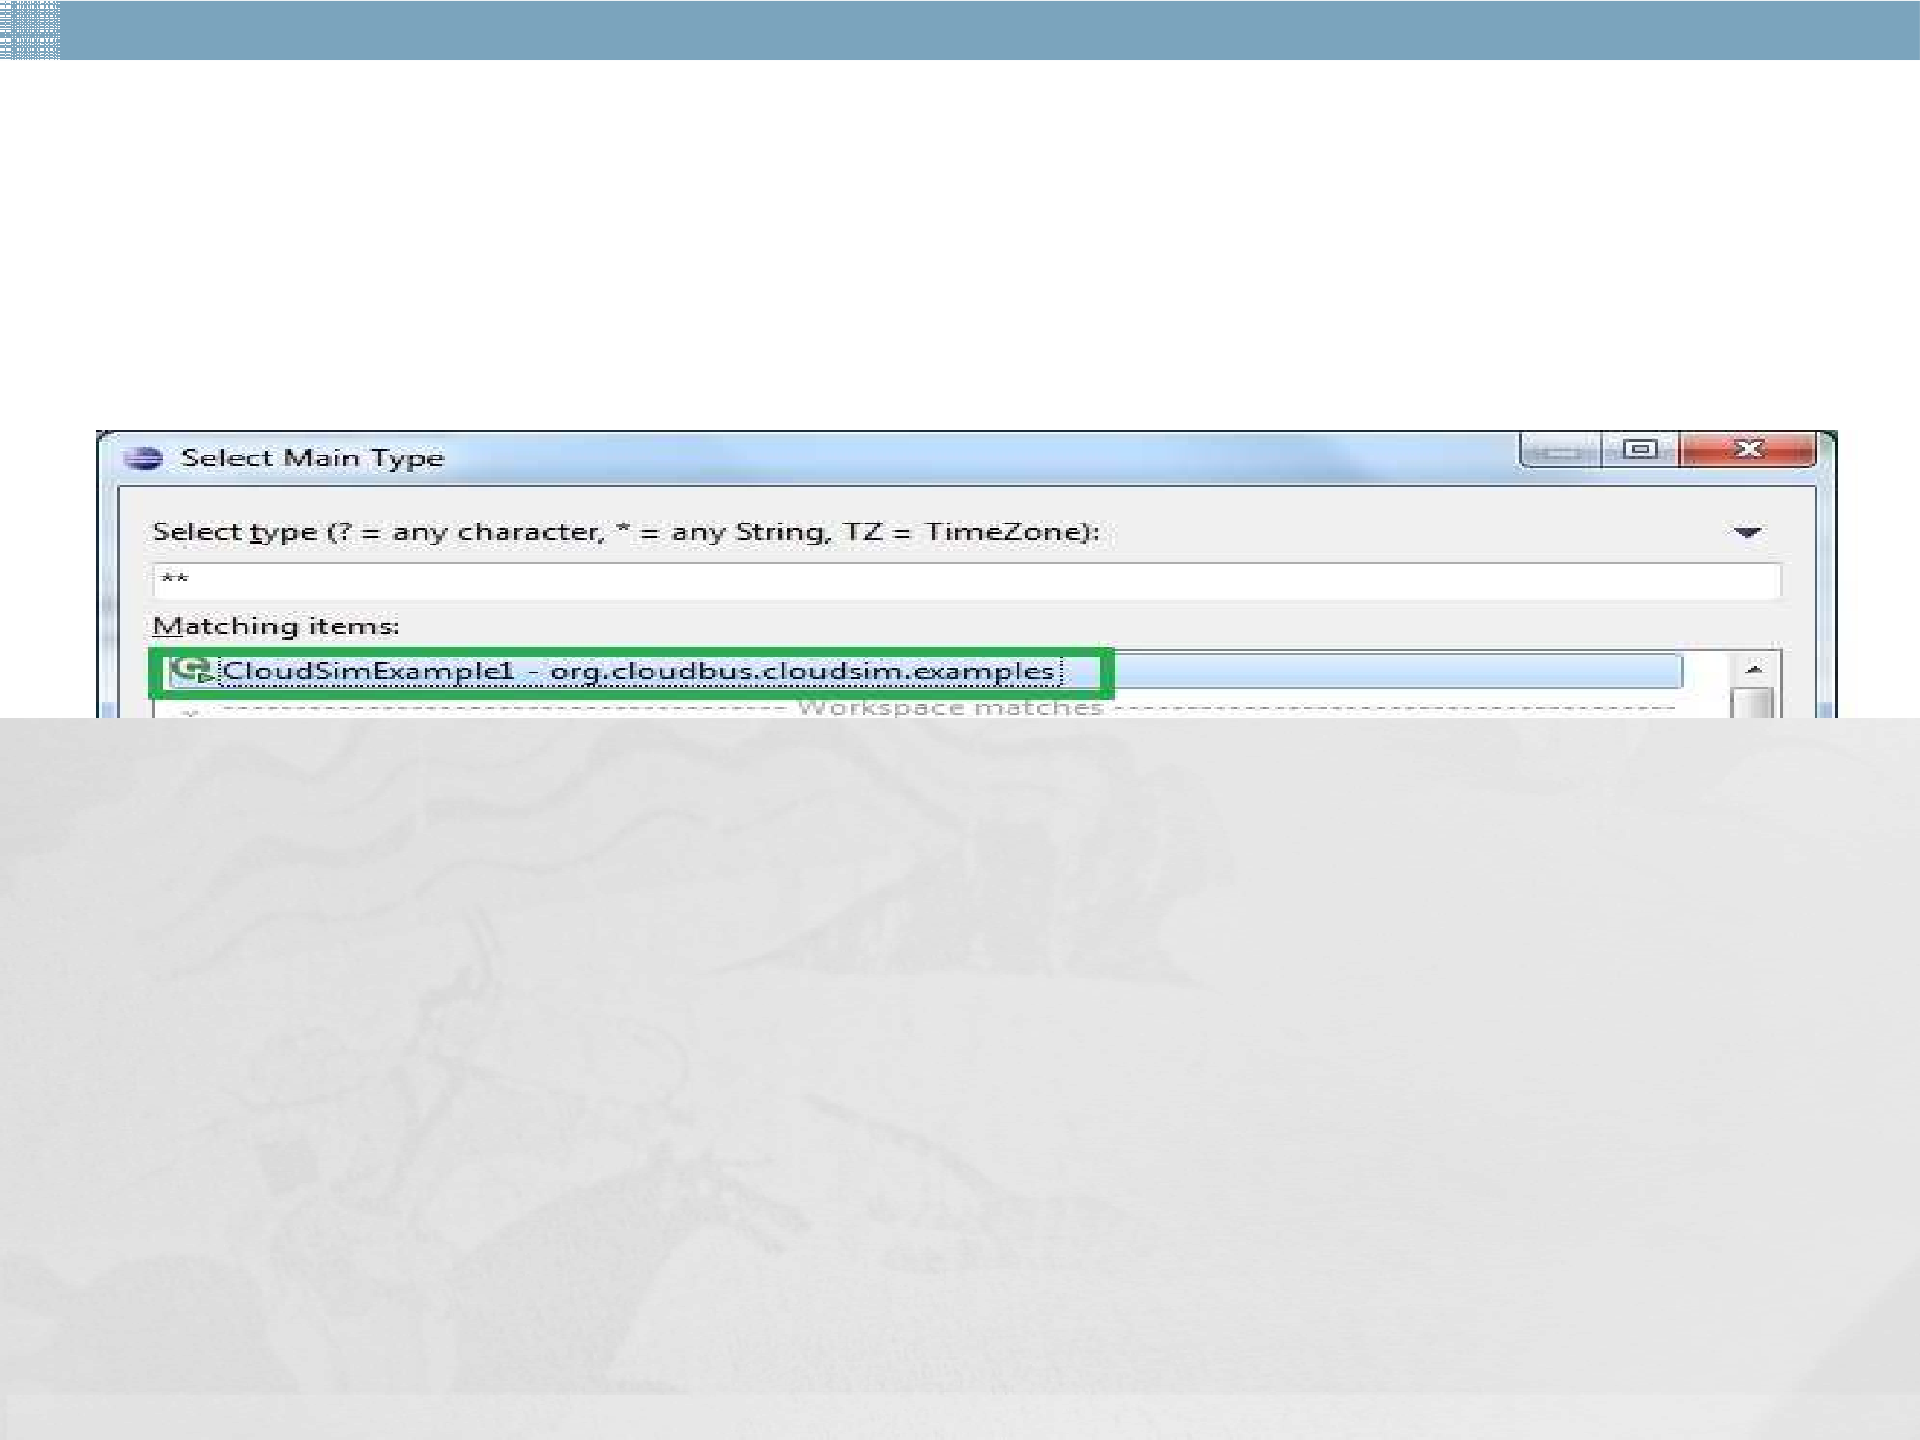 Select Main Type
Select type (? = any character, * = any String, TZ = TimeZone):
**
Matching items:
CloudSimExample1 - org.cloudbus.cloudsim.examples
Workspace matches